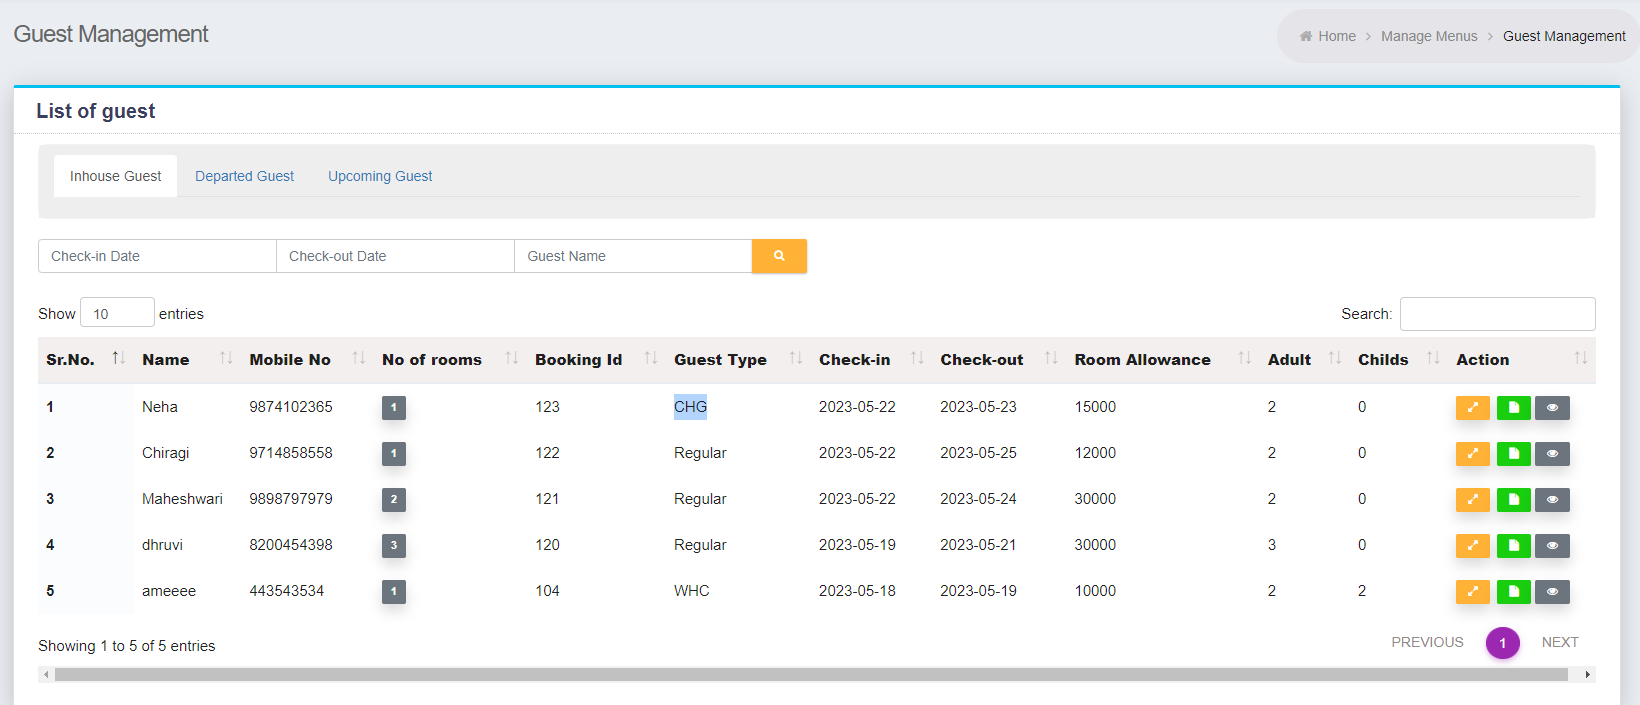 Guest Management
Home > Manage Menus > Guest Management
List of guest
Inhouse Guest Departed Guest Upcoming Guest
Check-in Date Check-out Date Guest Name
Show 10 entries Search:
Sr.No. Name Mobile No No of rooms Booking Id Guest Type Check-in Check-out Room Allowance Adult Childs Action
1 Neha 9874102365 1 123 CHG 2023-05-22 2023-05-23 15000 2 0
2 Chiragi 9714858558 1 122 Regular 2023-05-22 2023-05-25 12000 2 0
3 Maheshwari 9898797979 2 121 Regular 2023-05-22 2023-05-24 30000 2 0
4 dhruvi 8200454398 3 120 Regular 2023-05-19 2023-05-21 30000 3 0
5 ameeee 443543534 1 104 WHC 2023-05-18 2023-05-19 10000 2 2
Showing 1 to 5 of 5 entries PREVIOUS 1 NEXT